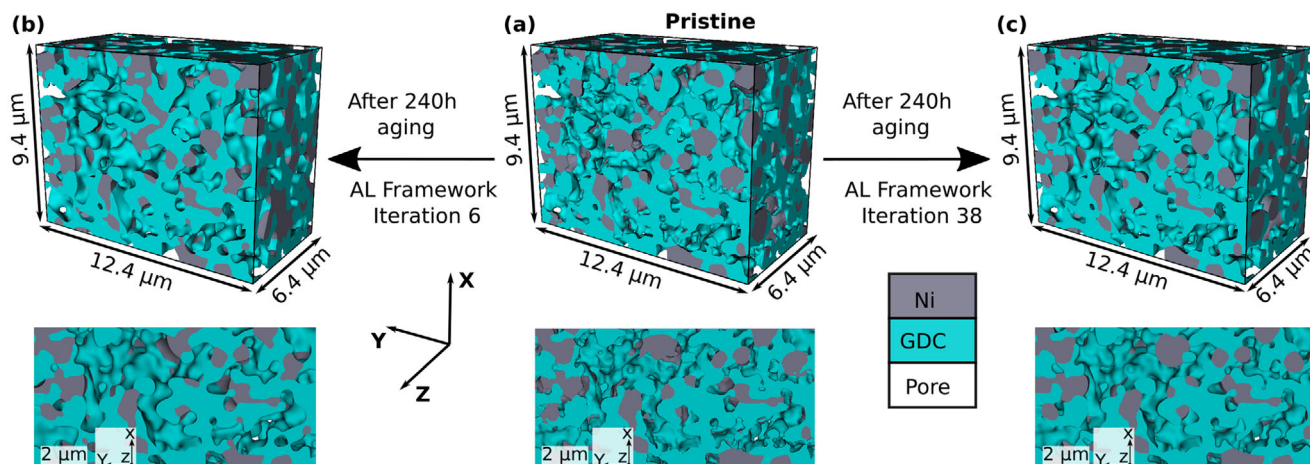 (b)
(a)
Pristine
(c)
9.4 µm
12.4 µm
6.4 µm
After 240h
aging
AL Framework
Iteration 6
9.4 µm
12.4 µm
6.4 µm
After 240h
aging
AL Framework
Iteration 38
9.4 µm
12.4 µm
6.4 µm
X
Y
Z
Ni
GDC
Pore
2 µm
X
Y
Z
2 µm
X
Y
Z
2 µm
X
Y
Z